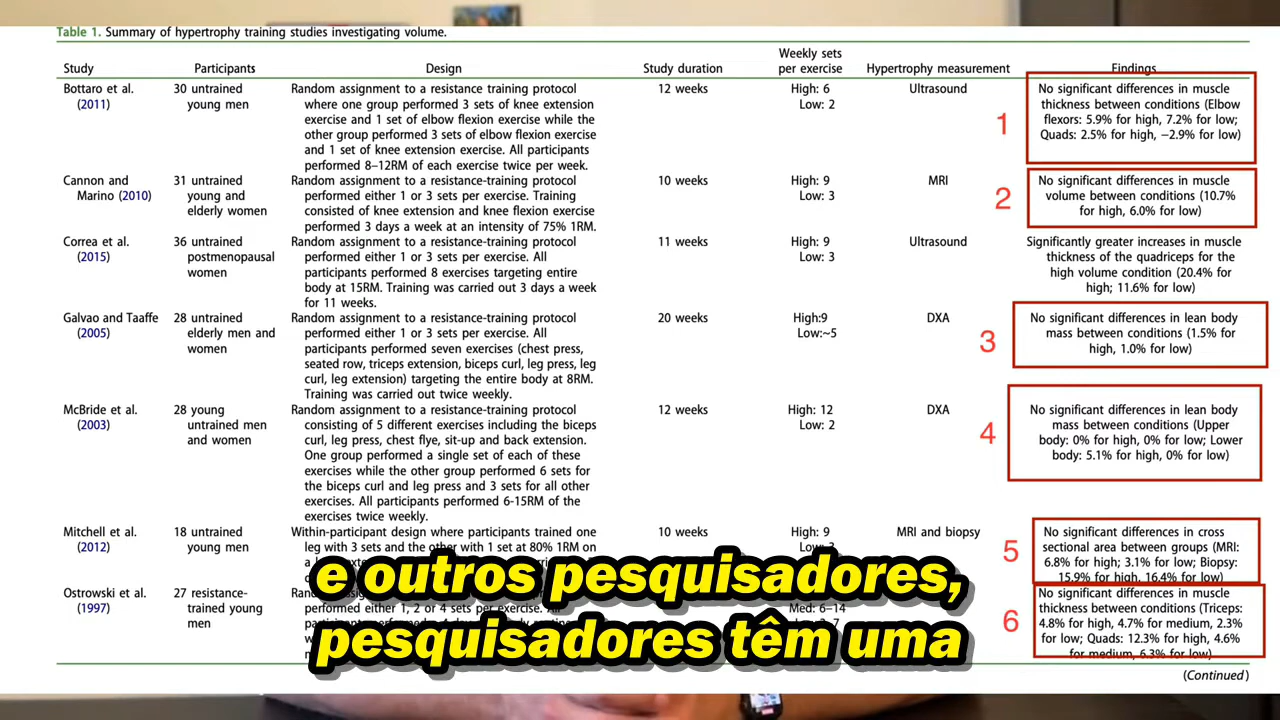 Table 1. Summary of hypertrophy training studies investigating volume.
Study Participants Design Study duration Weekly sets per exercise Hypertrophy measurement Findings
Bottaro et al. (2011)
30 untrained
young men
Random assignment to a resistance training protocol
where one group performed 3 sets of knee extension
exercise and 1 set of elbow flexion exercise while the
other group performed 3 sets of elbow flexion exercise
and 1 set of knee extension exercise. All participants
performed 8–12RM of each exercise twice per week.
12 weeks
High: 6
Low: 2
Ultrasound
1
No significant differences in muscle
thickness between conditions (Elbow
flexors: 5.9% for high, 7.2% for low;
Quads: 2.5% for high, −2.9% for low)
Cannon and
Marino (2010)
31 untrained
young and
elderly women
Random assignment to a resistance-training protocol
performed either 1 or 3 sets per exercise. Training
consisted of knee extension and knee flexion exercise
performed 3 days a week at an intensity of 75% 1RM.
10 weeks
High: 9
Low: 3
MRI
2
No significant differences in muscle
volume between conditions (10.7%
for high, 6.0% for low)
Correa et al.
(2015)
36 untrained
postmenopausal
women
Random assignment to a resistance-training protocol
performed either 1 or 3 sets per exercise. All
participants performed 8 exercises targeting entire
body at 15RM. Training was carried out 3 days a week
for 11 weeks.
11 weeks
High: 9
Low: 3
Ultrasound
Significantly greater increases in muscle
thickness of the quadriceps for the
high volume condition (20.4% for
high; 11.6% for low)
Galvao and Taaffe
(2005)
28 untrained
elderly men and
women
Random assignment to a resistance-training protocol
performed either 1 or 3 sets per exercise. All
participants performed seven exercises (chest press,
seated row, triceps extension, biceps curl, leg press, leg
curl, leg extension) targeting the entire body at 8RM.
Training was carried out twice weekly.
20 weeks
High:9
Low:~5
DXA
3
No significant differences in lean body
mass between conditions (1.5% for
high, 1.0% for low)
McBride et al.
(2003)
28 young
untrained men
and women
Random assignment to a resistance-training protocol
consisting of 5 different exercises including the biceps
curl, leg press, chest flye, sit-up and back extension.
One group performed a single set of each of these
exercises while the other group performed 6 sets for
the biceps curl and leg press and 3 sets for all other
exercises. All participants performed 6-15RM of the
exercises twice weekly.
12 weeks
High: 12
Low: 2
DXA
4
No significant differences in lean body
mass between conditions (Upper
body: 0% for high, 0% for low; Lower
body: 5.1% for high, 0% for low)
Mitchell et al.
(2012)
18 untrained
young men
Within-participant design where participants trained one
leg with 3 sets and the other with 1 set at 80% 1RM on
10 weeks
High: 9
MRI and biopsy
5
No significant differences in cross
sectional area between groups (MRI:
6.8% for high; 3.1% for low; Biopsy:
15.9% for high, 16.4% for low)
Ostrowski et al.
(1997)
27 resistance-
trained young
men
performed either 1, 2 or 4 sets per exercise. All
Med: 6–14
6
No significant differences in muscle
thickness between conditions (Triceps:
4.8% for high, 4.7% for medium, 2.3%
for low; Quads: 12.3% for high, 4.6%
for medium, 6.3% for low)
(Continued)
e outros pesquisadores,
pesquisadores têm uma